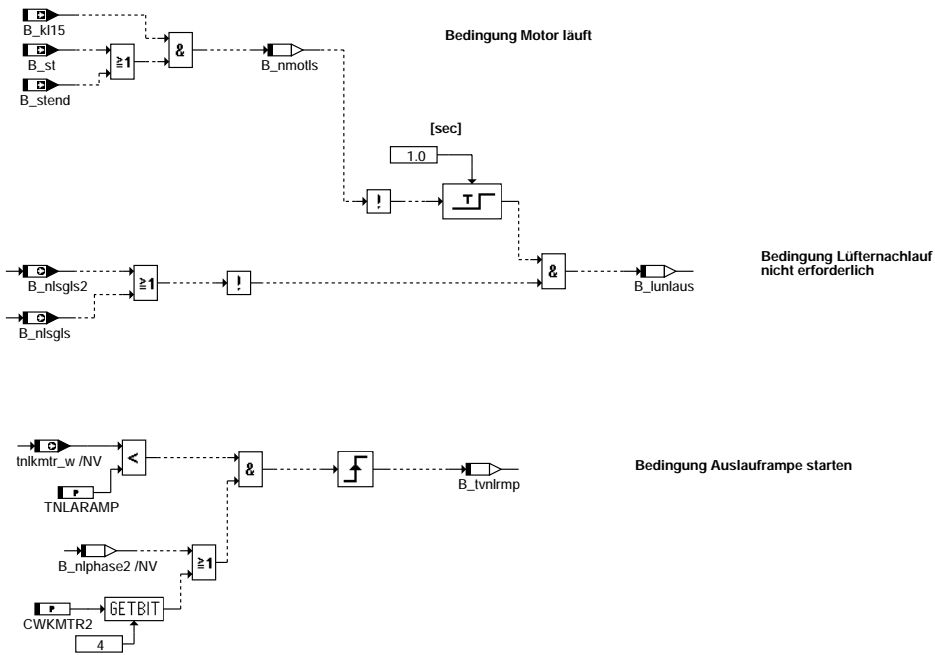 B_kl15
B_st
B_stend
≥1
&
B_nmotls
Bedingung Motor läuft
[sec]
1.0
!
T
B_nlsgls2
B_nlsgls
≥1
!
&
B_lunlaus
Bedingung Lüfternachlauf
nicht erforderlich
tnlkmtr_w /NV
<
P
TNLARAMP
&
B_tvnlrmp
Bedingung Auslauframpe starten
B_nlphase2 /NV
≥1
P
CWKMTR2
GETBIT
4